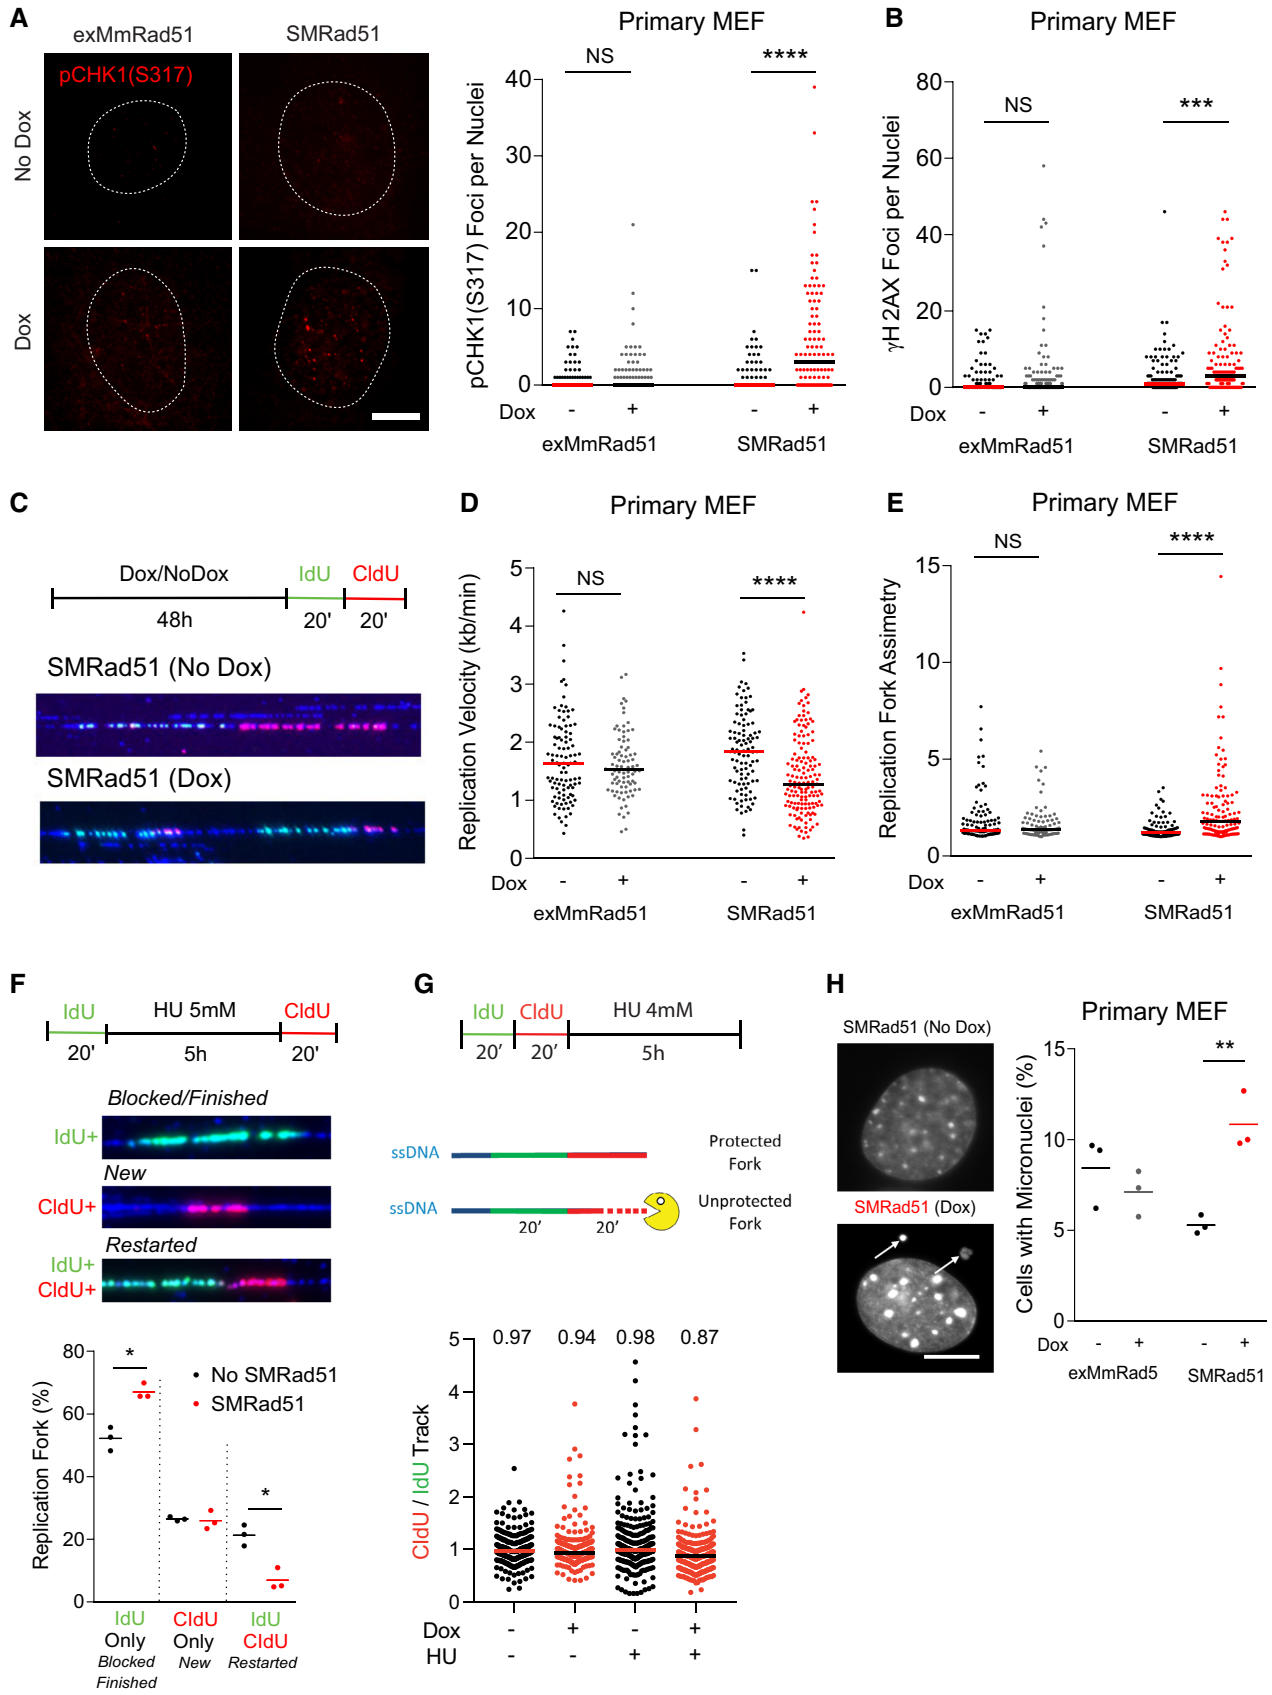 A
exMmRad51
SMRad51
pCHK1(S317)
No Dox
Dox
Primary MEF
NS
****
pCHK1(S317) Foci per Nuclei
40
30
20
10
0
Dox
-
+
-
+
exMmRad51
SMRad51
B
Primary MEF
NS
***
γH 2AX Foci per Nuclei
80
60
40
20
0
Dox
-
+
-
+
exMmRad51
SMRad51
C
Dox/NoDox
IdU
CldU
48h
20'
20'
SMRad51 (No Dox)
SMRad51 (Dox)
D
Primary MEF
NS
****
Replication Velocity (kb/min)
5
4
3
2
1
0
Dox
-
+
-
+
exMmRad51
SMRad51
E
Primary MEF
NS
****
Replication Fork Assimetry
15
10
5
0
Dox
-
+
-
+
exMmRad51
SMRad51
F
IdU
HU 5mM
CldU
20'
5h
20'
Blocked/Finished
IdU+
New
CldU+
Restarted
IdU+
CldU+
Replication Fork (%)
80
60
40
20
0
*
*
No SMRad51
SMRad51
IdU
Only
Blocked
Finished
CldU
Only
New
IdU
CldU
Restarted
G
IdU
CldU
HU 4mM
20'
20'
5h
ssDNA
Protected
Fork
ssDNA
Unprotected
Fork
20'
20'
CldU / IdU Track
0.97
0.94
0.98
0.87
5
4
3
2
1
0
Dox
-
+
-
+
HU
-
-
+
+
H
SMRad51 (No Dox)
SMRad51 (Dox)
Primary MEF
**
Cells with Micronuclei (%)
15
10
5
0
Dox
-
+
-
+
exMmRad5
SMRad51